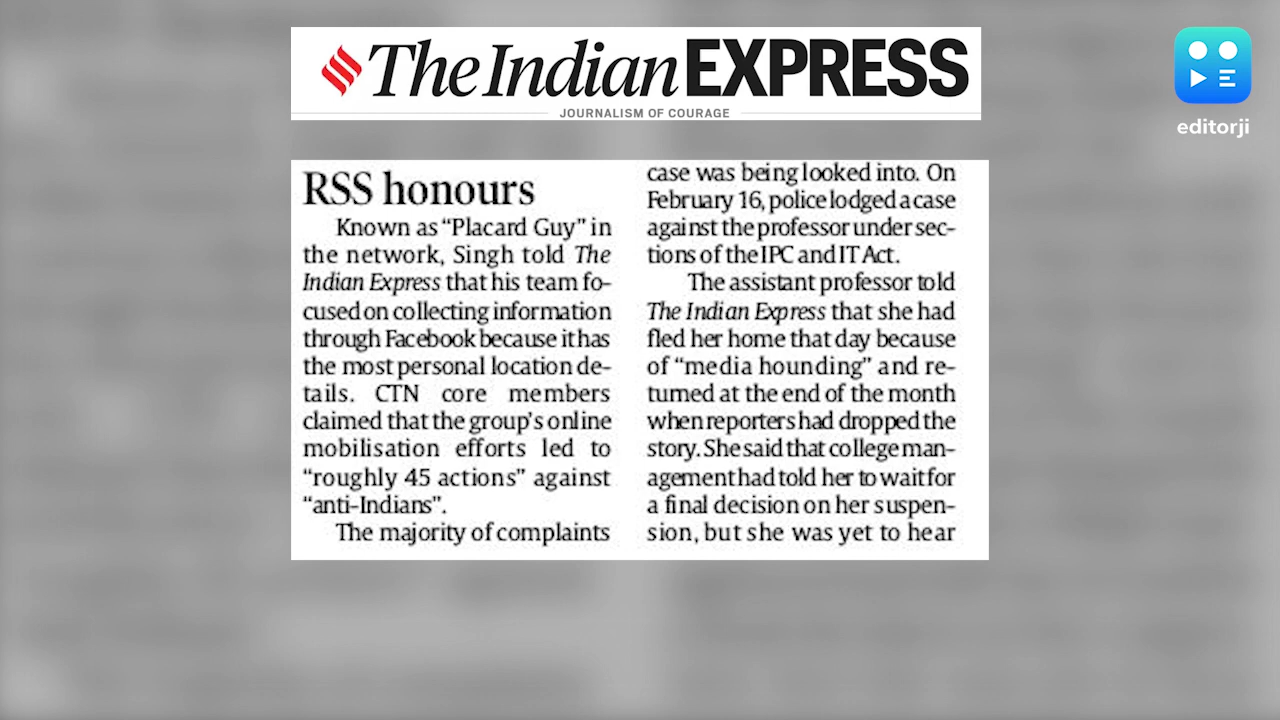 The Indian EXPRESS
JOURNALISM OF COURAGE
editorji
RSS honours
Known as “Placard Guy” in
the network, Singh told The
Indian Express that his team fo-
cused on collecting information
through Facebook because it has
the most personal location de-
tails. CTN core members
claimed that the group's online
mobilisation efforts led to
“roughly 45 actions” against
“anti-Indians”.
The majority of complaints
case was being looked into. On
February 16, police lodged a case
against the professor under sec-
tions of the IPC and IT Act.
The assistant professor told
The Indian Express that she had
fled her home that day because
of “media hounding” and re-
turned at the end of the month
when reporters had dropped the
story. She said that college man-
agement had told her to wait for
a final decision on her suspen-
sion, but she was yet to hear